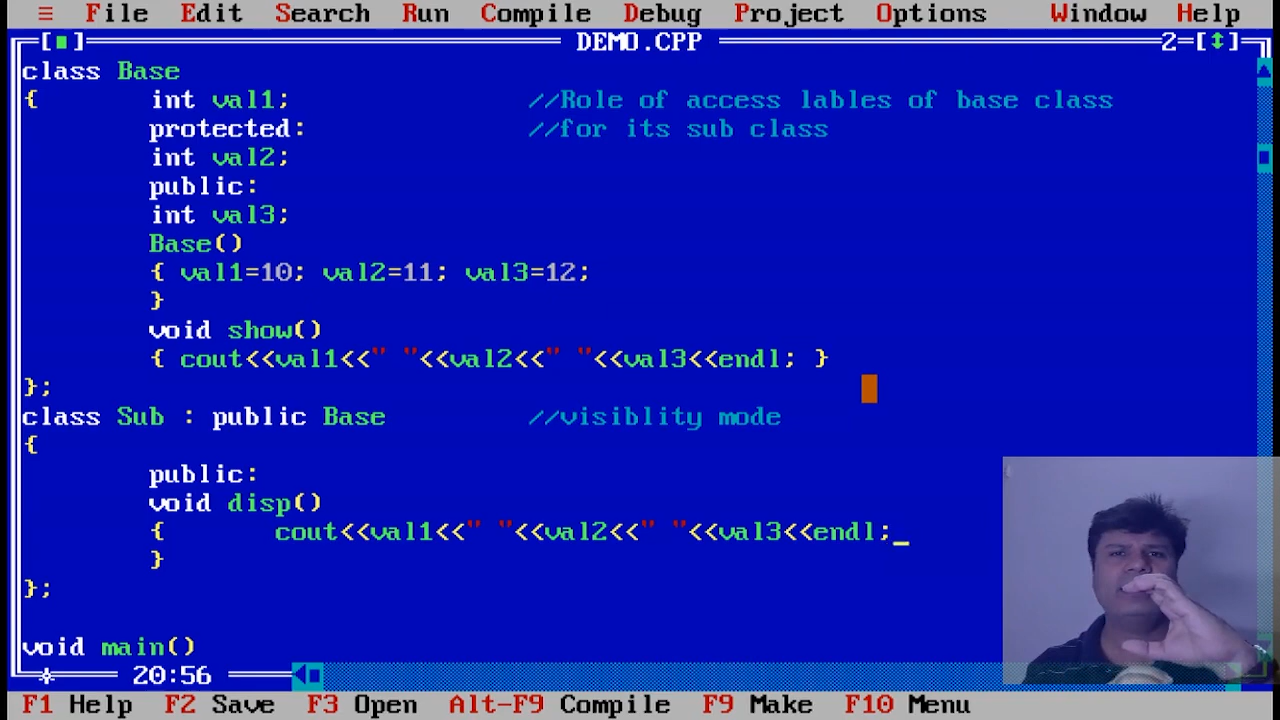 ≡ File Edit Search Run Compile Debug Project Options Window Help
[■] DEMO.CPP 2=[↕]
class Base
{ int val1; //Role of access lables of base class
protected: //for its sub class
int val2;
public:
int val3;
Base()
{ val1=10; val2=11; val3=12;
}
void show()
{ cout<<val1<<" "<<val2<<" "<<val3<<endl; }
};
class Sub : public Base //visiblity mode
{
public:
void disp()
{ cout<<val1<<" "<<val2<<" "<<val3<<endl;_
}
};
void main()
20:56
F1 Help F2 Save F3 Open Alt-F9 Compile F9 Make F10 Menu